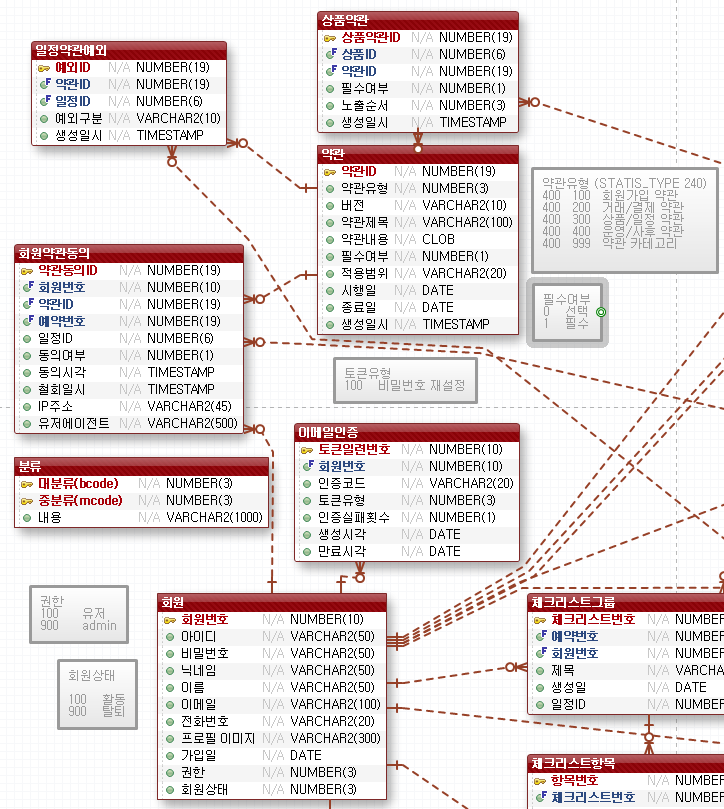 상품약관
상품약관ID N/A NUMBER(19)
상품ID N/A NUMBER(6)
약관ID N/A NUMBER(19)
필수여부 N/A NUMBER(1)
노출순서 N/A NUMBER(3)
생성일시 N/A TIMESTAMP
일정약관예외
예외ID N/A NUMBER(19)
약관ID N/A NUMBER(19)
일정ID N/A NUMBER(6)
예외구분 N/A VARCHAR2(10)
생성일시 N/A TIMESTAMP
약관
약관ID N/A NUMBER(19)
약관유형 N/A NUMBER(3)
버전 N/A VARCHAR2(10)
약관제목 N/A VARCHAR2(100)
약관내용 N/A CLOB
필수여부 N/A NUMBER(1)
적용범위 N/A VARCHAR2(20)
시행일 N/A DATE
종료일 N/A DATE
생성일시 N/A TIMESTAMP
약관유형 (STATIS_TYPE 240)
400 100 회원가입 약관
400 200 거래/결제 약관
400 300 상품/일정 약관
400 400 운영/사후 약관
400 999 약관 카테고리
회원약관동의
약관동의ID N/A NUMBER(19)
회원번호 N/A NUMBER(10)
약관ID N/A NUMBER(19)
예약번호 N/A NUMBER(19)
일정ID N/A NUMBER(6)
동의여부 N/A NUMBER(1)
동의시각 N/A TIMESTAMP
철회일시 N/A TIMESTAMP
IP주소 N/A VARCHAR2(45)
유저에이전트 N/A VARCHAR2(500)
필수여부
0 선택
1 필수
토큰유형
100 비밀번호 재설정
이메일인증
토큰일련번호 N/A NUMBER(10)
회원번호 N/A NUMBER(10)
인증코드 N/A VARCHAR2(20)
토큰유형 N/A NUMBER(3)
인증실패횟수 N/A NUMBER(1)
생성시각 N/A DATE
만료시각 N/A DATE
분류
대분류(bcode) N/A NUMBER(3)
중분류(mcode) N/A NUMBER(3)
내용 N/A VARCHAR2(1000)
권한
100 유저
900 admin
회원상태
100 활동
900 탈퇴
회원
회원번호 N/A NUMBER(10)
아이디 N/A VARCHAR2(50)
비밀번호 N/A VARCHAR2(50)
닉네임 N/A VARCHAR2(50)
이름 N/A VARCHAR2(50)
이메일 N/A VARCHAR2(100)
전화번호 N/A VARCHAR2(20)
프로필 이미지 N/A VARCHAR2(300)
가입일 N/A DATE
권한 N/A NUMBER(3)
회원상태 N/A NUMBER(3)
체크리스트그룹
체크리스트번호 N/A NUMBER
예약번호 N/A NUMBER
회원번호 N/A NUMBER
제목 N/A VARCHA
생성일 N/A DATE
일정ID N/A NUMBER
체크리스트항목
항목번호 N/A NUMBER
체크리스트번호 N/A NUMBER